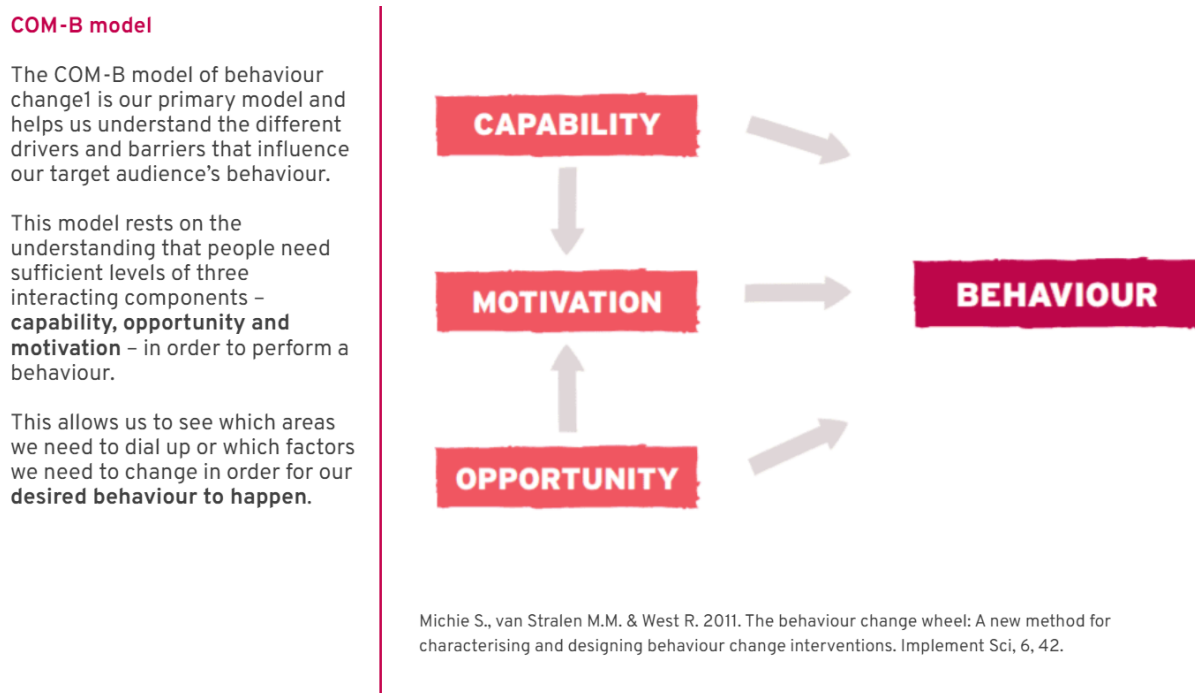 COM-B model
The COM-B model of behaviour
change1 is our primary model and
helps us understand the different
drivers and barriers that influence
our target audience’s behaviour.
This model rests on the
understanding that people need
sufficient levels of three
interacting components –
capability, opportunity and
motivation – in order to perform a
behaviour.
This allows us to see which areas
we need to dial up or which factors
we need to change in order for our
desired behaviour to happen.
CAPABILITY
MOTIVATION
BEHAVIOUR
OPPORTUNITY
Michie S., van Stralen M.M. & West R. 2011. The behaviour change wheel: A new method for
characterising and designing behaviour change interventions. Implement Sci, 6, 42.